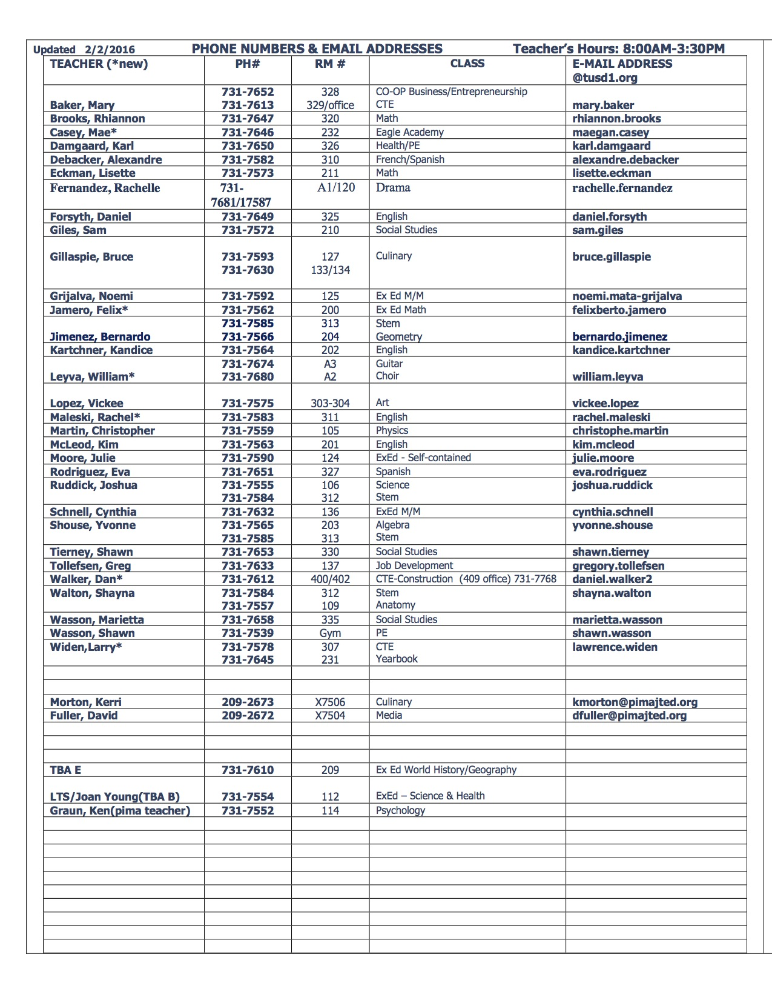 Updated 2/2/2016 PHONE NUMBERS & EMAIL ADDRESSES Teacher's Hours: 8:00AM-3:30PM
TEACHER (*new) PH# RM # CLASS E-MAIL ADDRESS
@tusd1.org
731-7652 328 CO-OP Business/Entrepreneurship
Baker, Mary 731-7613 329/office CTE mary.baker
Brooks, Rhiannon 731-7647 320 Math rhiannon.brooks
Casey, Mae* 731-7646 232 Eagle Academy maegan.casey
Damgaard, Karl 731-7650 326 Health/PE karl.damgaard
Debacker, Alexandre 731-7582 310 French/Spanish alexandre.debacker
Eckman, Lisette 731-7573 211 Math lisette.eckman
Fernandez, Rachelle 731- A1/120 Drama rachelle.fernandez
7681/17587
Forsyth, Daniel 731-7649 325 English daniel.forsyth
Giles, Sam 731-7572 210 Social Studies sam.giles
Gillaspie, Bruce 731-7593 127 Culinary bruce.gillaspie
731-7630 133/134
Grijalva, Noemi 731-7592 125 Ex Ed M/M noemi.mata-grijalva
Jamero, Felix* 731-7562 200 Ex Ed Math felixberto.jamero
731-7585 313 Stem
Jimenez, Bernardo 731-7566 204 Geometry bernardo.jimenez
Kartchner, Kandice 731-7564 202 English kandice.kartchner
731-7674 A3 Guitar
Leyva, William* 731-7680 A2 Choir william.leyva
Lopez, Vickee 731-7575 303-304 Art vickee.lopez
Maleski, Rachel* 731-7583 311 English rachel.maleski
Martin, Christopher 731-7559 105 Physics christophe.martin
McLeod, Kim 731-7563 201 English kim.mcleod
Moore, Julie 731-7590 124 ExEd - Self-contained julie.moore
Rodriguez, Eva 731-7651 327 Spanish eva.rodriguez
Ruddick, Joshua 731-7555 106 Science joshua.ruddick
731-7584 312 Stem
Schnell, Cynthia 731-7632 136 ExEd M/M cynthia.schnell
Shouse, Yvonne 731-7565 203 Algebra yvonne.shouse
731-7585 313 Stem
Tierney, Shawn 731-7653 330 Social Studies shawn.tierney
Tollefsen, Greg 731-7633 137 Job Development gregory.tollefsen
Walker, Dan* 731-7612 400/402 CTE-Construction (409 office) 731-7768 daniel.walker2
Walton, Shayna 731-7584 312 Stem shayna.walton
731-7557 109 Anatomy
Wasson, Marietta 731-7658 335 Social Studies marietta.wasson
Wasson, Shawn 731-7539 Gym PE shawn.wasson
Widen,Larry* 731-7578 307 CTE lawrence.widen
731-7645 231 Yearbook
Morton, Kerri 209-2673 X7506 Culinary kmorton@pimajted.org
Fuller, David 209-2672 X7504 Media dfuller@pimajted.org
TBA E 731-7610 209 Ex Ed World History/Geography
LTS/Joan Young(TBA B) 731-7554 112 ExEd – Science & Health
Graun, Ken(pima teacher) 731-7552 114 Psychology